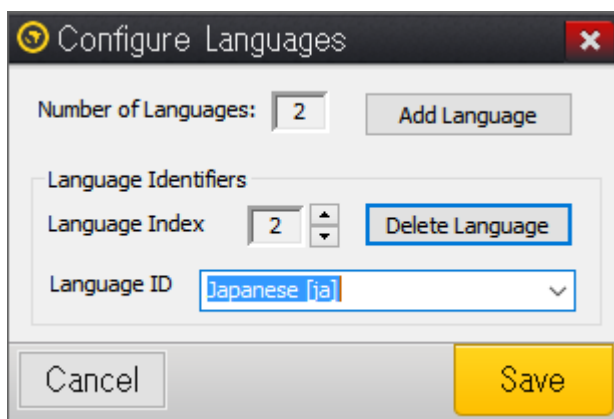 Configure Languages
Number of Languages: 2 Add Language
Language Identifiers
Language Index 2 Delete Language
Language ID Japanese [ja]
Cancel Save